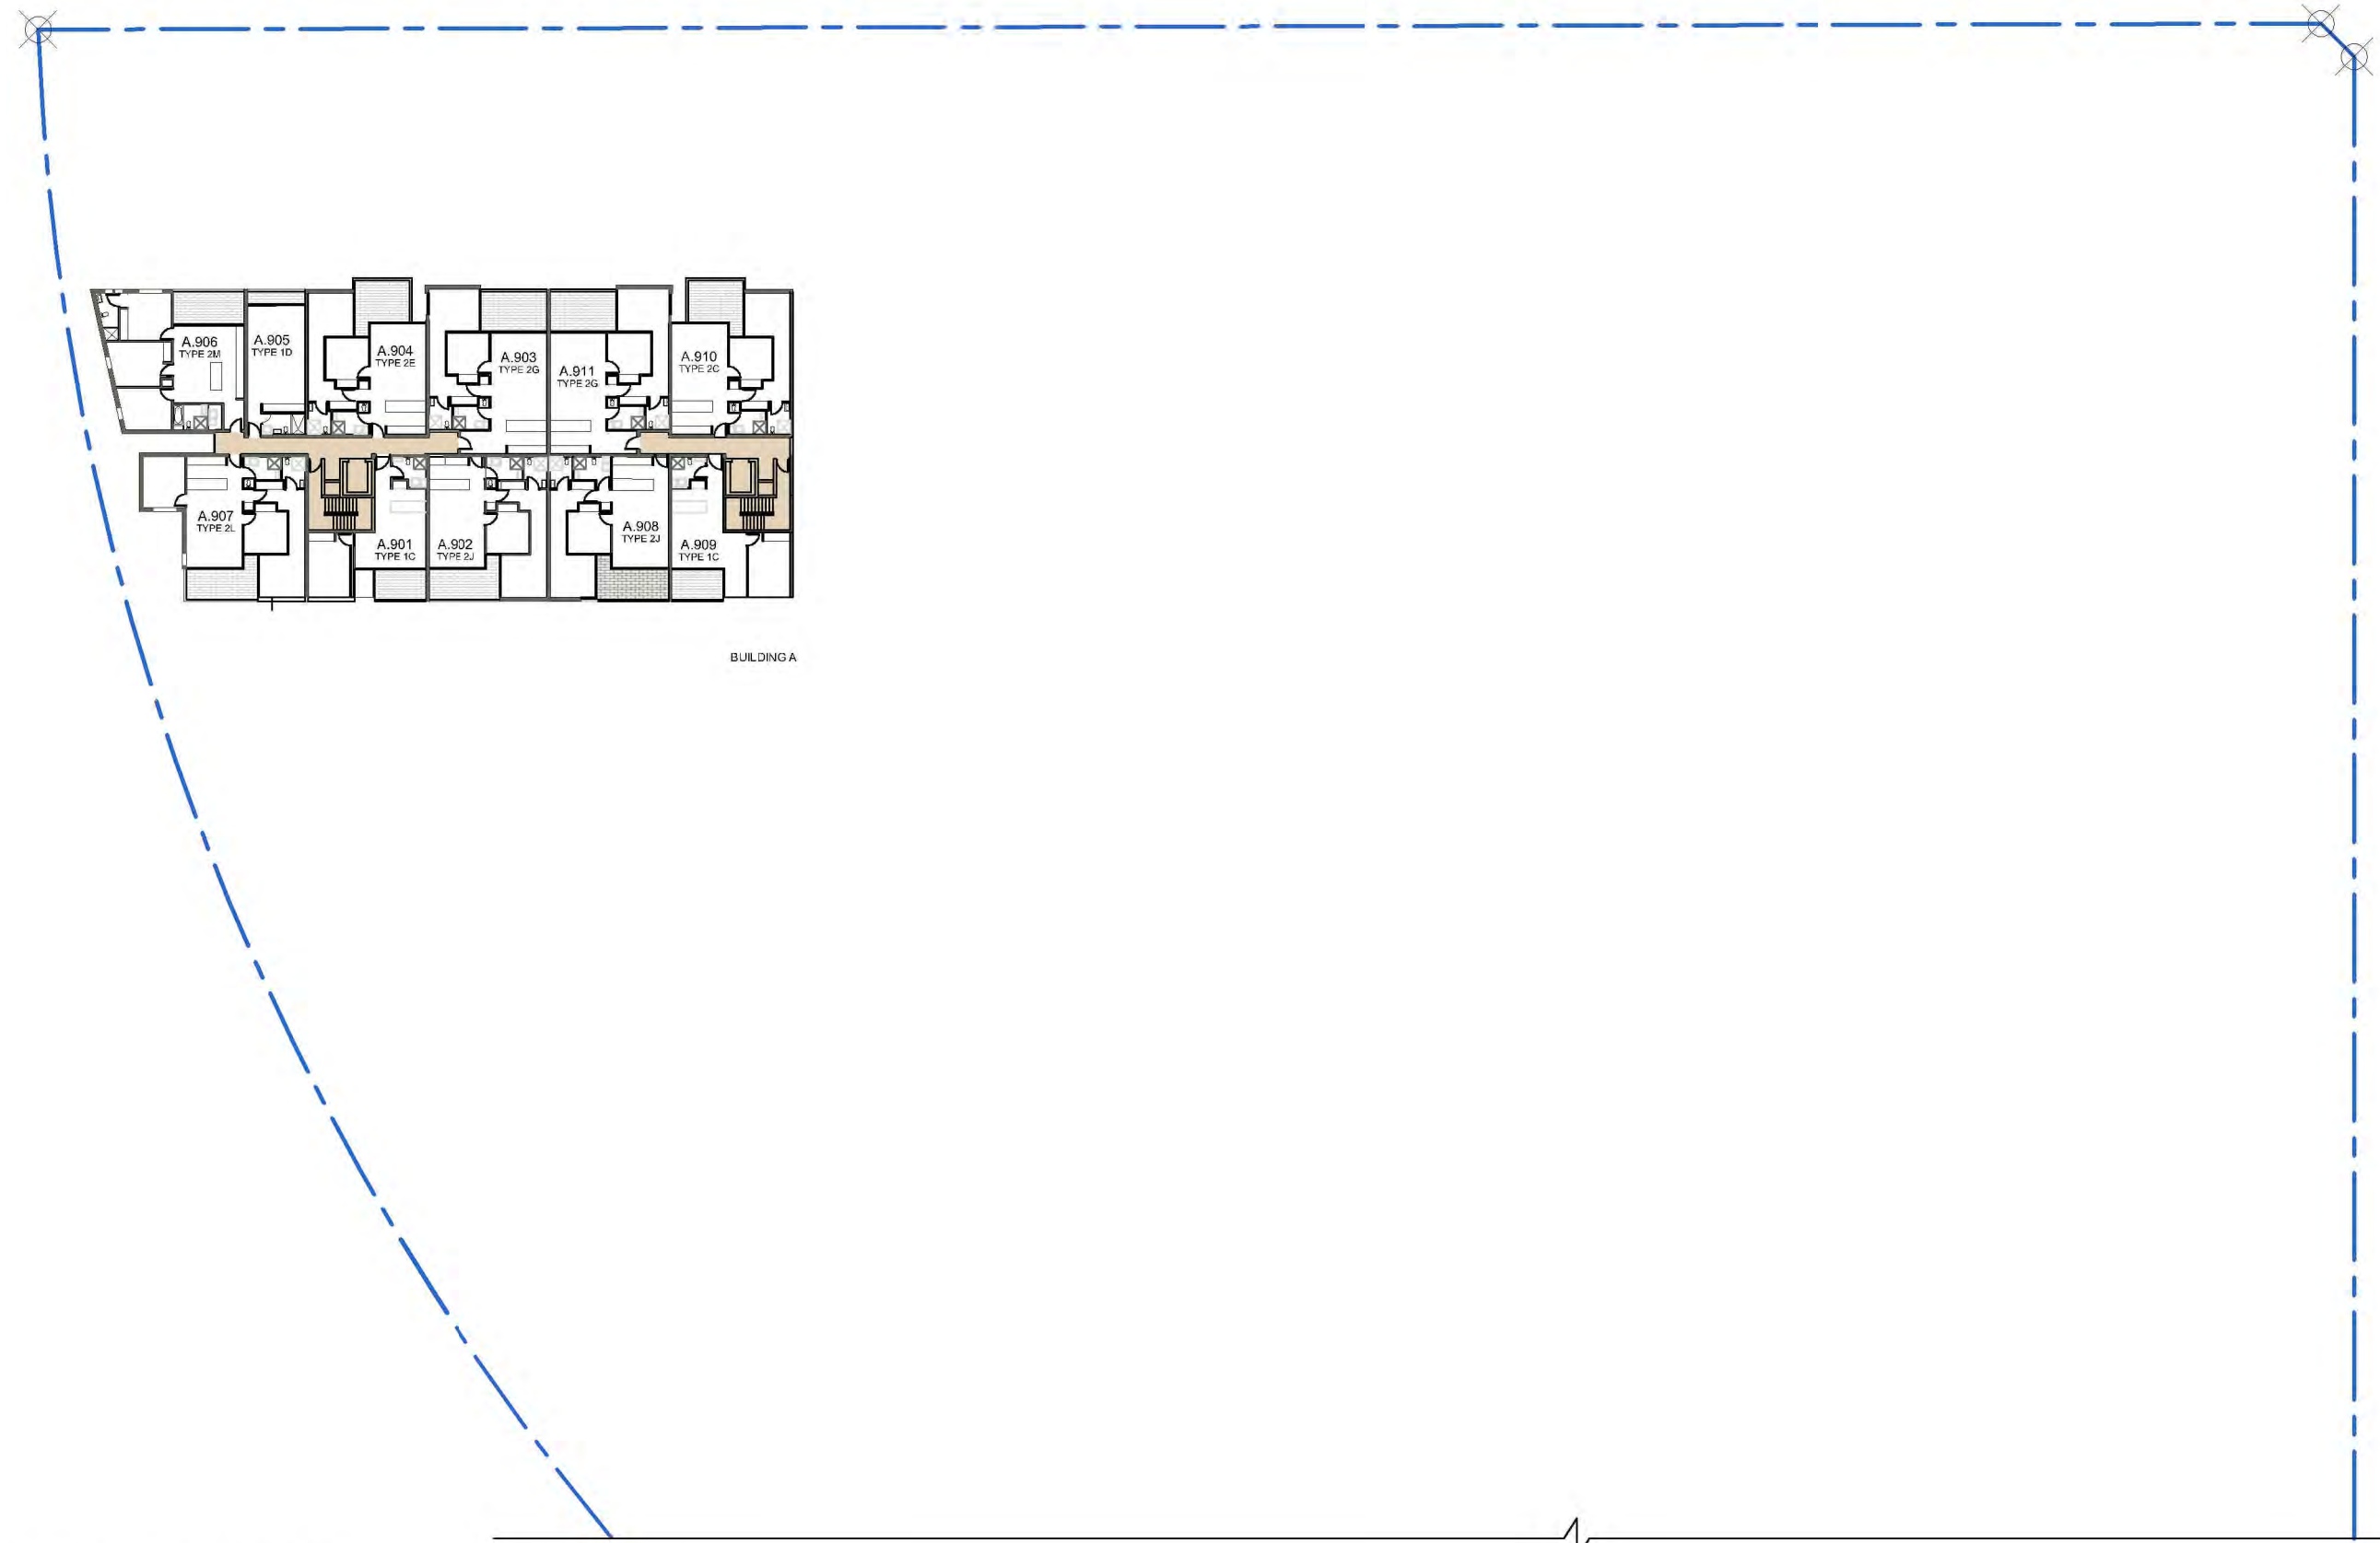 A.906
TYPE 2M
A.905
TYPE 1D
A.904
TYPE 2E
A.903
TYPE 2G
A.911
TYPE 2G
A.910
TYPE 2C
A.907
TYPE 2L
A.901
TYPE 1C
A.902
TYPE 2J
A.908
TYPE 2J
A.909
TYPE 1C
BUILDING A